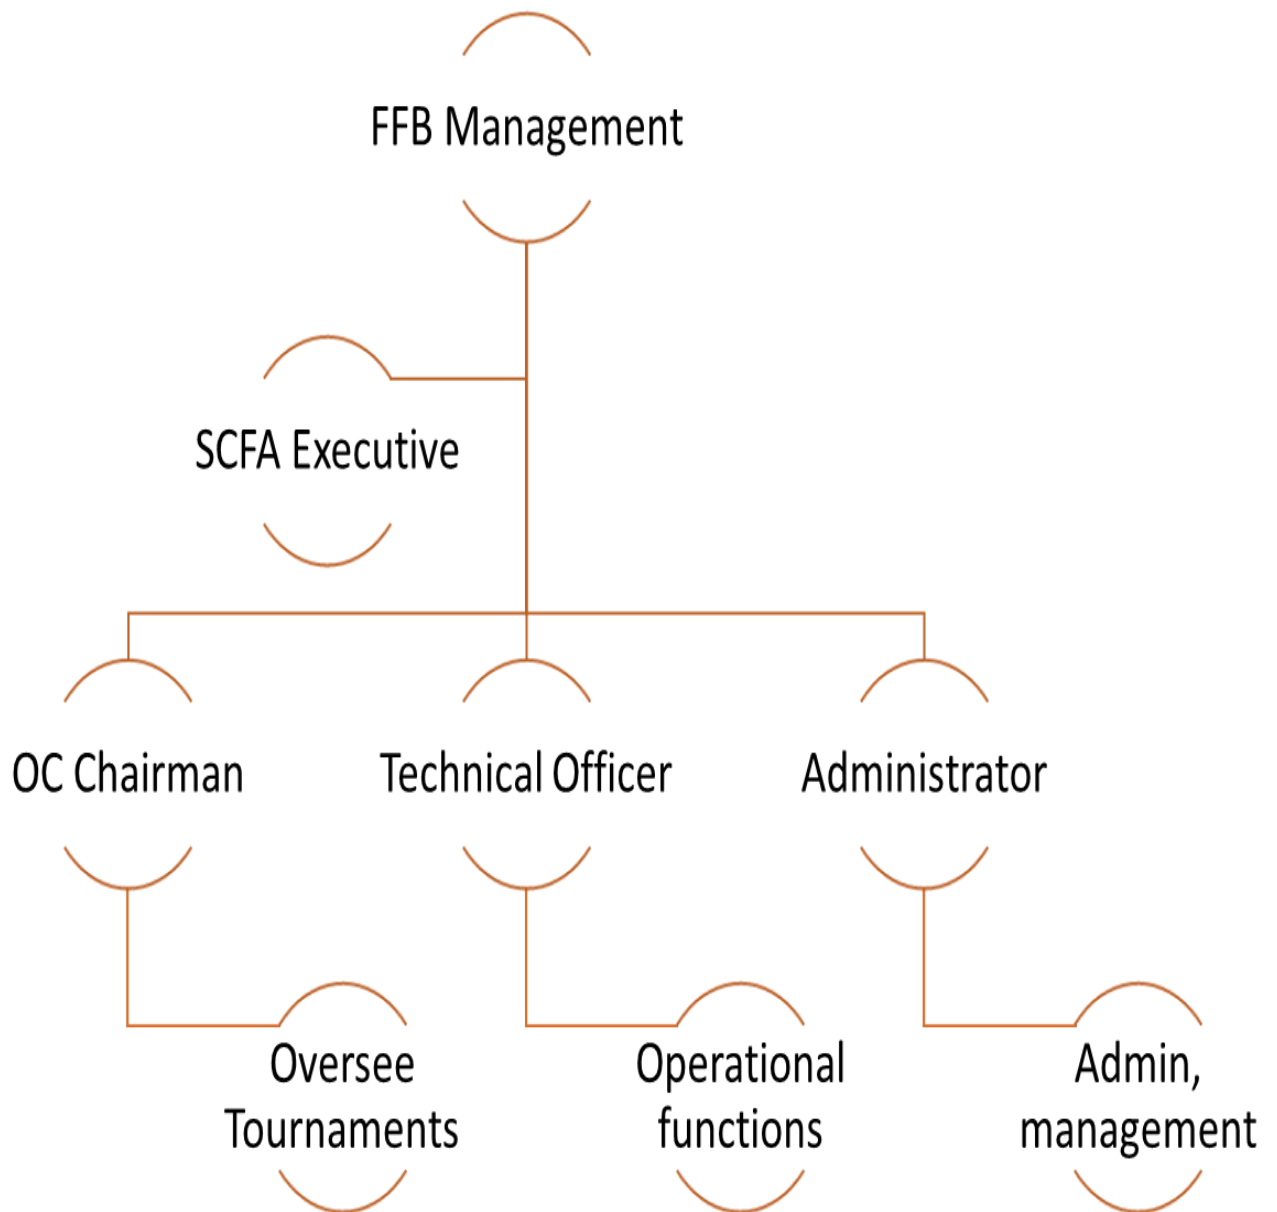 FFB Management
SCFA Executive
OC Chairman
Technical Officer
Administrator
Oversee
Tournaments
Operational
functions
Admin,
management